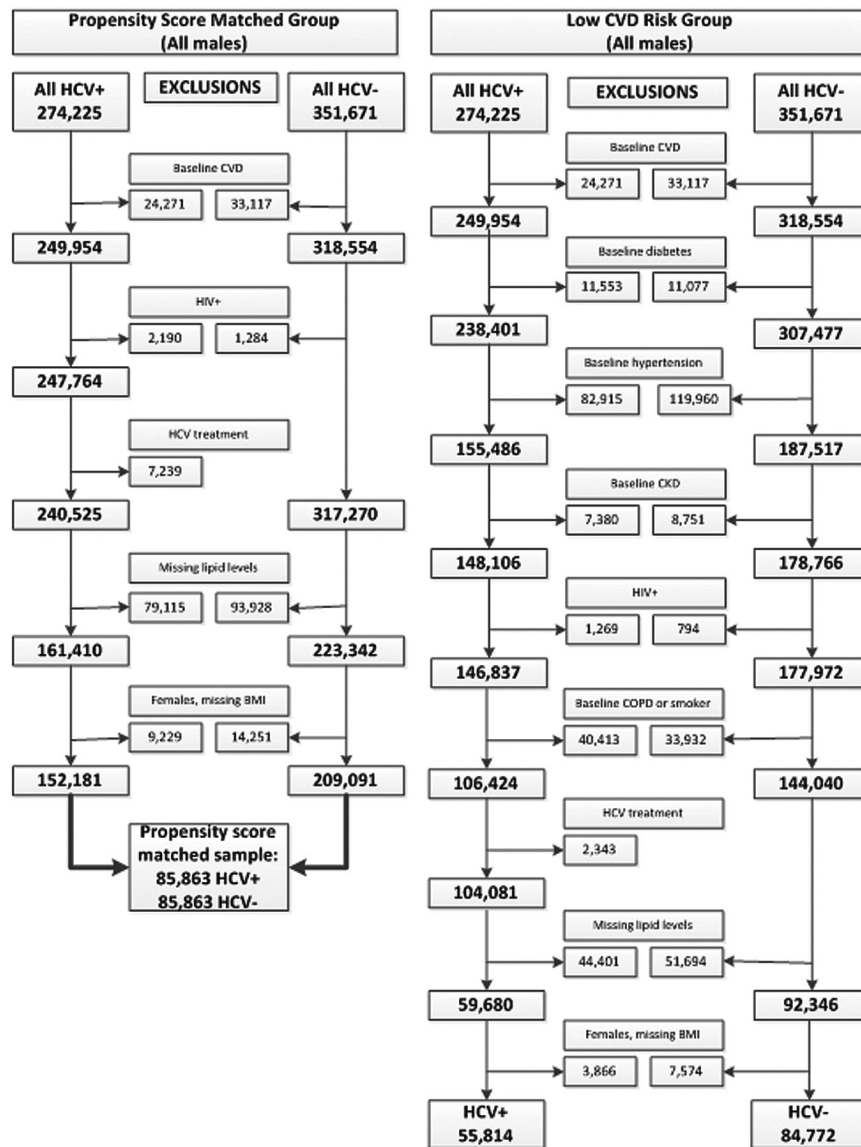 Propensity Score Matched Group
(All males)
All HCV+
274,225
EXCLUSIONS
All HCV-
351,671
Baseline CVD
24,271
33,117
249,954
318,554
HIV+
2,190
1,284
247,764
HCV treatment
7,239
240,525
317,270
Missing lipid levels
79,115
93,928
161,410
223,342
Females, missing BMI
9,229
14,251
152,181
209,091
Propensity score
matched sample:
85,863 HCV+
85,863 HCV-
Low CVD Risk Group
(All males)
All HCV+
274,225
EXCLUSIONS
All HCV-
351,671
Baseline CVD
24,271
33,117
249,954
318,554
Baseline diabetes
11,553
11,077
238,401
307,477
Baseline hypertension
82,915
119,960
155,486
187,517
Baseline CKD
7,380
8,751
148,106
178,766
HIV+
1,269
794
146,837
177,972
Baseline COPD or smoker
40,413
33,932
106,424
144,040
HCV treatment
2,343
104,081
Missing lipid levels
44,401
51,694
59,680
92,346
Females, missing BMI
3,866
7,574
HCV+
55,814
HCV-
84,772